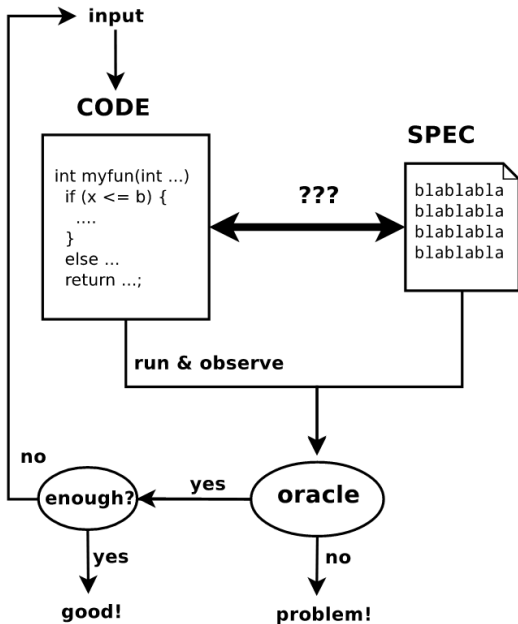 input
CODE
SPEC
int myfun(int ...)
if (x <= b) {
....
}
else ...
return ...;
???
blablabla
blablabla
blablabla
blablabla
run & observe
no
enough?
yes
oracle
yes
no
good!
problem!